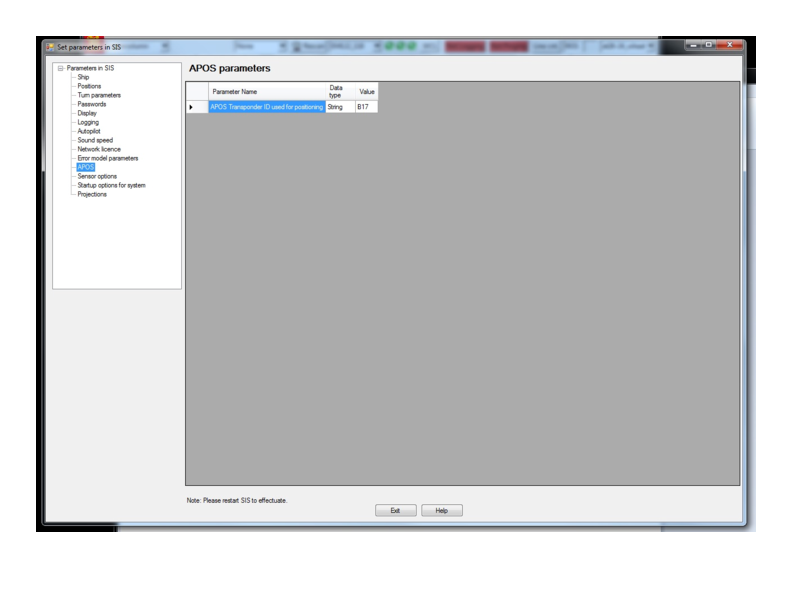 Set parameters in SIS
Parameters in SIS
Ship
Positions
Turn parameters
Passwords
Display
Logging
Autopilot
Sound speed
Network licence
Error model parameters
APOS
Sensor options
Startup options for system
Projections
APOS parameters
Parameter Name
Data type
Value
APOS Transponder ID used for positioning
String
B17
Note: Please restart SIS to effectuate.
Exit
Help